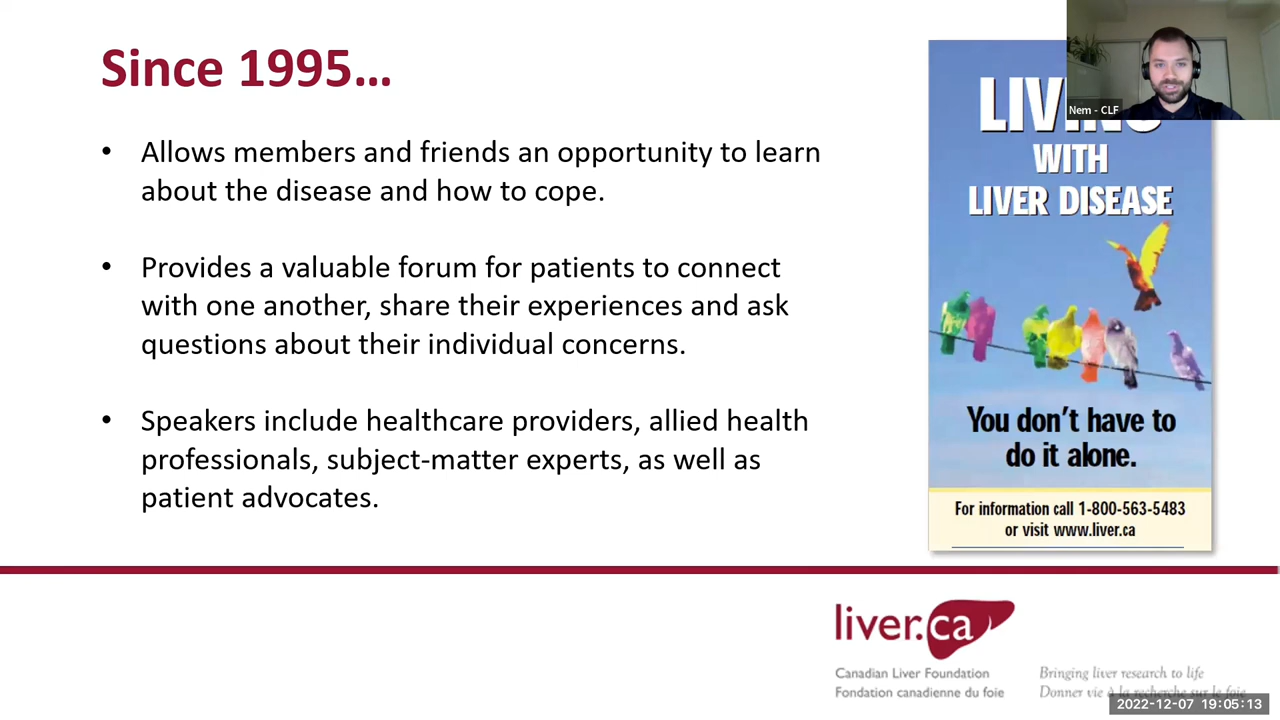 Since 1995…
• Allows members and friends an opportunity to learn
about the disease and how to cope.
• Provides a valuable forum for patients to connect
with one another, share their experiences and ask
questions about their individual concerns.
• Speakers include healthcare providers, allied health
professionals, subject-matter experts, as well as
patient advocates.
Nem - CLF
LIVING
WITH
LIVER DISEASE
You don't have to
do it alone.
For information call 1-800-563-5483
or visit www.liver.ca
liver.ca
Canadian Liver Foundation
Fondation canadienne du foie
Bringing liver research to life
Donner vie à la recherche sur le foie
2022-12-07 19:05:13